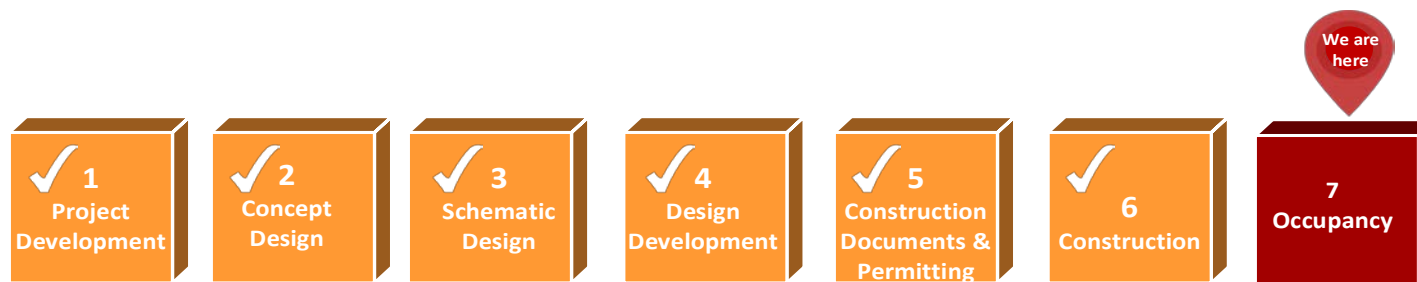 We are
here
1
Project
Development
2
Concept
Design
3
Schematic
Design
4
Design
Development
5
Construction
Documents &
Permitting
6
Construction
7
Occupancy